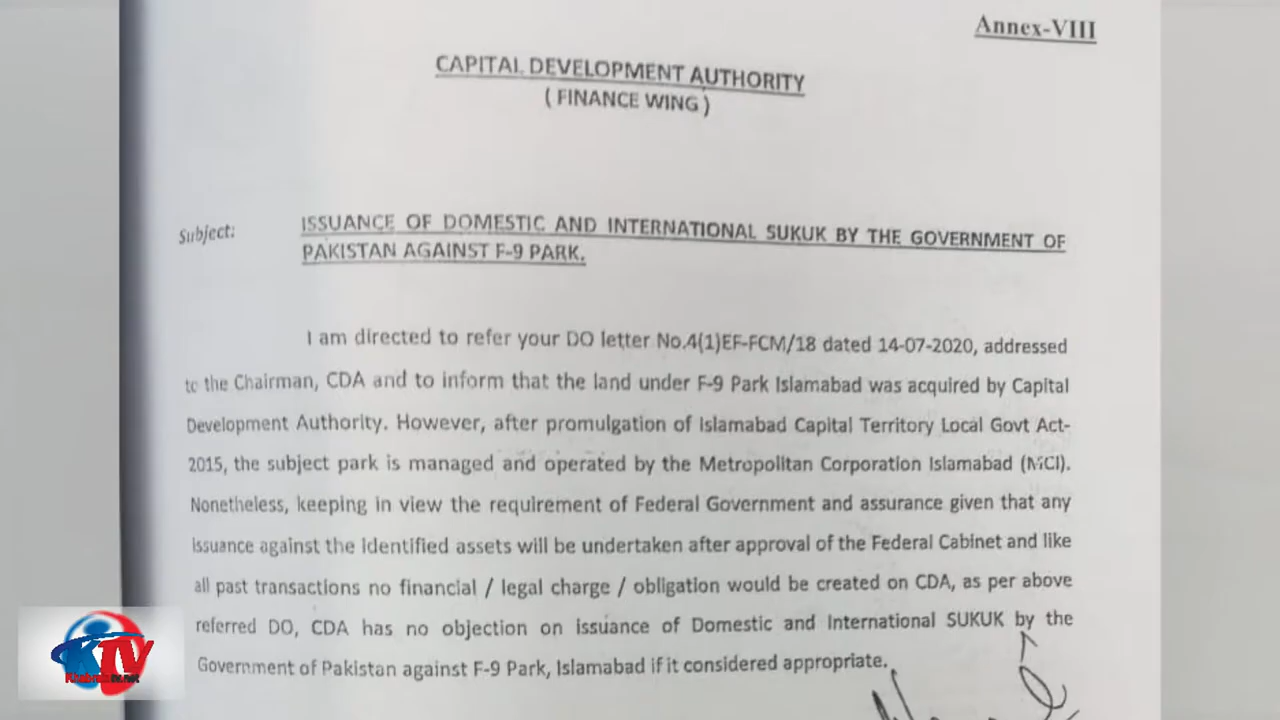 Annex-VIII
CAPITAL DEVELOPMENT AUTHORITY
( FINANCE WING )
Subject:
ISSUANCE OF DOMESTIC AND INTERNATIONAL SUKUK BY THE GOVERNMENT OF
PAKISTAN AGAINST F-9 PARK.
I am directed to refer your DO letter No.4(1)EF-FCM/18 dated 14-07-2020, addressed
to the Chairman, CDA and to inform that the land under F-9 Park Islamabad was acquired by Capital
Development Authority. However, after promulgation of Islamabad Capital Territory Local Govt Act-
2015, the subject park is managed and operated by the Metropolitan Corporation Islamabad (MCI).
Nonetheless, keeping in view the requirement of Federal Government and assurance given that any
issuance against the identified assets will be undertaken after approval of the Federal Cabinet and like
all past transactions no financial / legal charge / obligation would be created on CDA, as per above
referred DO, CDA has no objection on issuance of Domestic and International SUKUK by the
Government of Pakistan against F-9 Park, Islamabad if it considered appropriate.
KTV